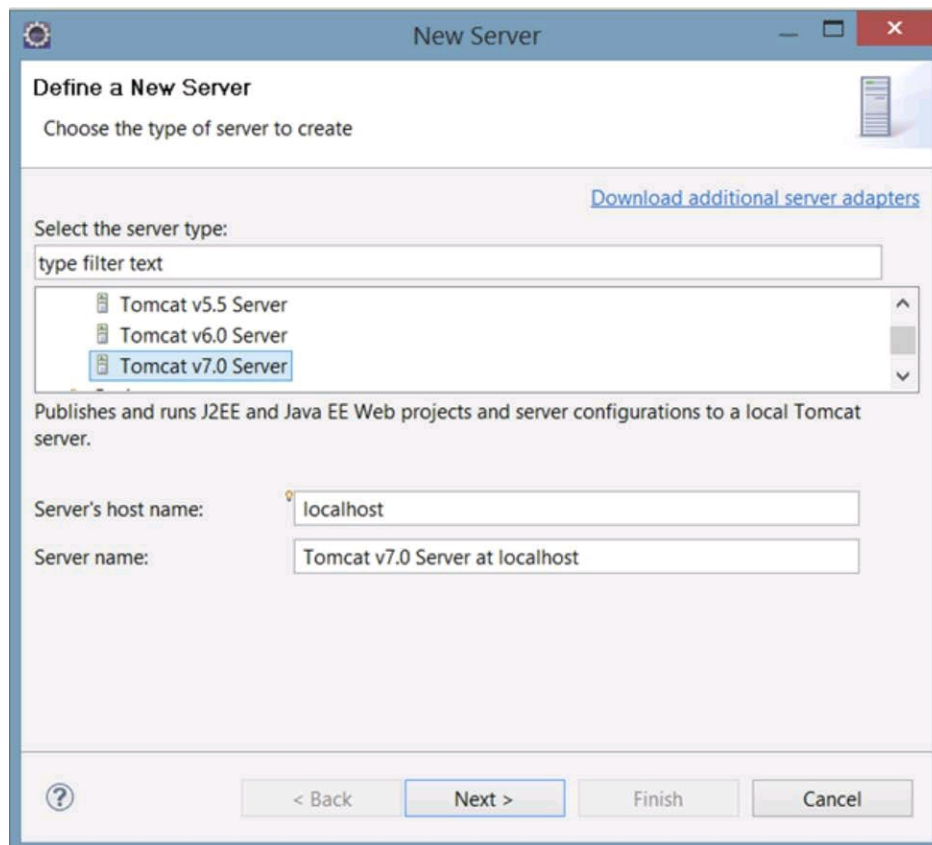 New Server
Define a New Server
Choose the type of server to create
Download additional server adapters
Select the server type:
type filter text
Tomcat v5.5 Server
Tomcat v6.0 Server
Tomcat v7.0 Server
Publishes and runs J2EE and Java EE Web projects and server configurations to a local Tomcat
server.
Server's host name:
localhost
Server name:
Tomcat v7.0 Server at localhost
?
< Back
Next >
Finish
Cancel